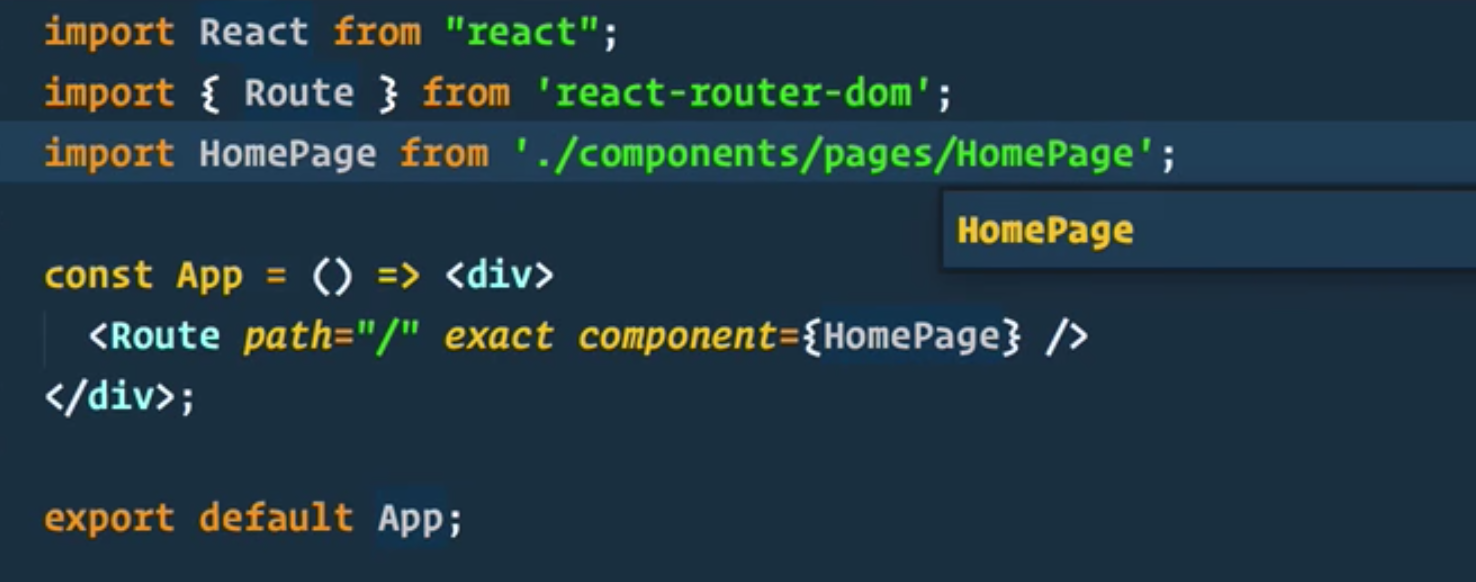 import React from "react";
import { Route } from 'react-router-dom';
import HomePage from './components/pages/HomePage';
HomePage
const App = () => <div>
<Route path="/" exact component={HomePage} />
</div>;
export default App;